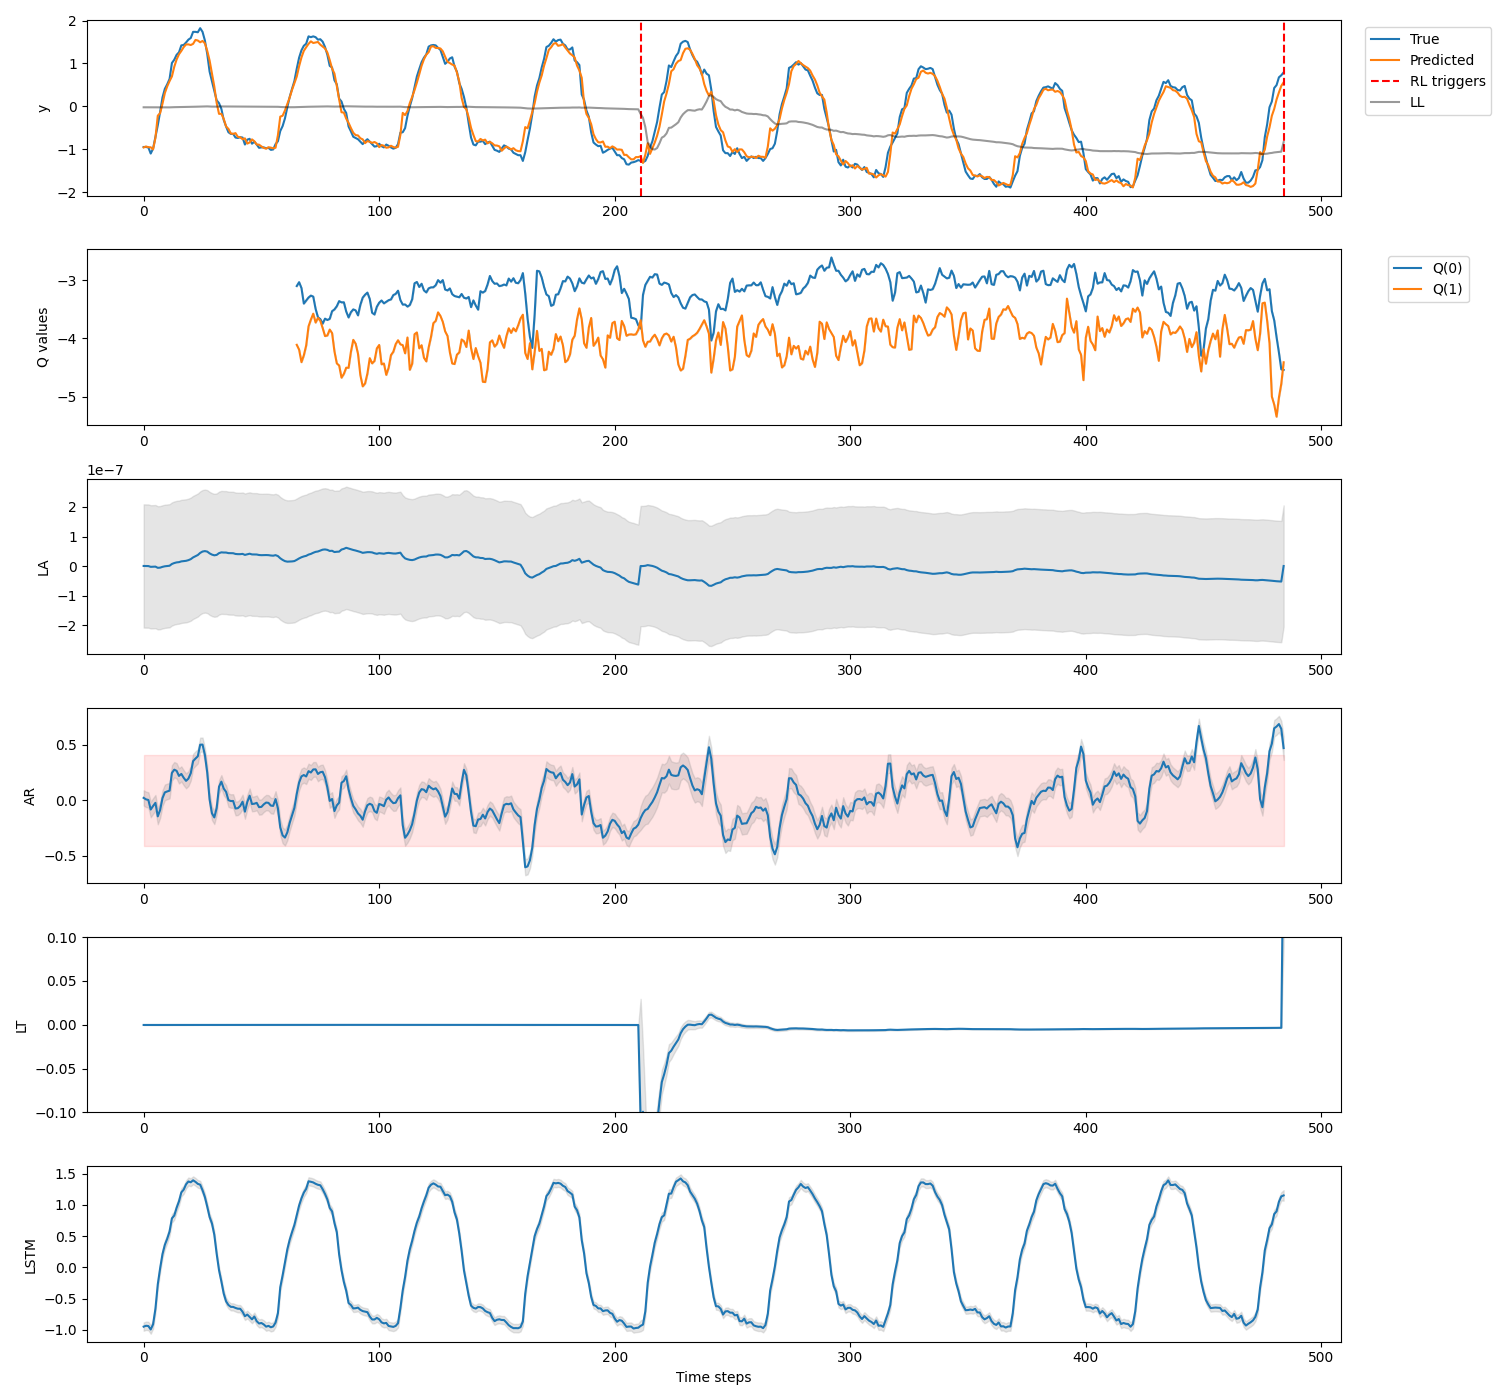 2
1
0
−1
−2
y
0 100 200 300 400 500
True
Predicted
RL triggers
LL
−3
−4
−5
Q values
0 100 200 300 400 500
Q(0)
Q(1)
1e−7
2
1
0
−1
−2
LA
0 100 200 300 400 500
0.5
0.0
−0.5
AR
0 100 200 300 400 500
0.10
0.05
0.00
−0.05
−0.10
LT
0 100 200 300 400 500
1.5
1.0
0.5
0.0
−0.5
−1.0
LSTM
0 100 200 300 400 500
Time steps